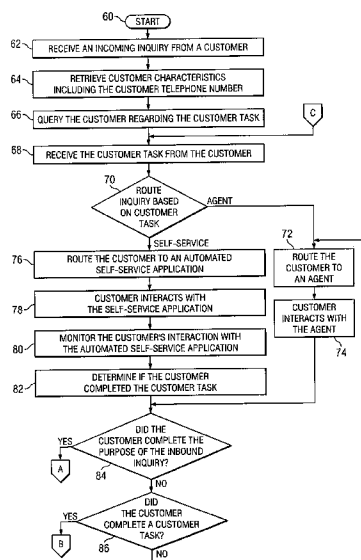 60
START
62
RECEIVE AN INCOMING INQUIRY FROM A CUSTOMER
64
RETRIEVE CUSTOMER CHARACTERISTICS
INCLUDING THE CUSTOMER TELEPHONE NUMBER
66
QUERY THE CUSTOMER REGARDING THE CUSTOMER TASK
C
68
RECEIVE THE CUSTOMER TASK FROM THE CUSTOMER
70
ROUTE
INQUIRY BASED
ON CUSTOMER
TASK
AGENT
SELF-SERVICE
72
ROUTE THE
CUSTOMER TO
AN AGENT
76
ROUTE THE CUSTOMER TO AN AUTOMATED
SELF-SERVICE APPLICATION
78
CUSTOMER INTERACTS WITH
THE SELF-SERVICE APPLICATION
CUSTOMER
INTERACTS WITH
THE AGENT
74
80
MONITOR THE CUSTOMER'S INTERACTION WITH
THE AUTOMATED SELF-SERVICE APPLICATION
82
DETERMINE IF THE CUSTOMER
COMPLETED THE CUSTOMER TASK
DID THE
CUSTOMER COMPLETE THE
PURPOSE OF THE INBOUND
INQUIRY?
YES
A
84
NO
DID
THE CUSTOMER
COMPLETE A CUSTOMER
TASK?
YES
B
86
NO